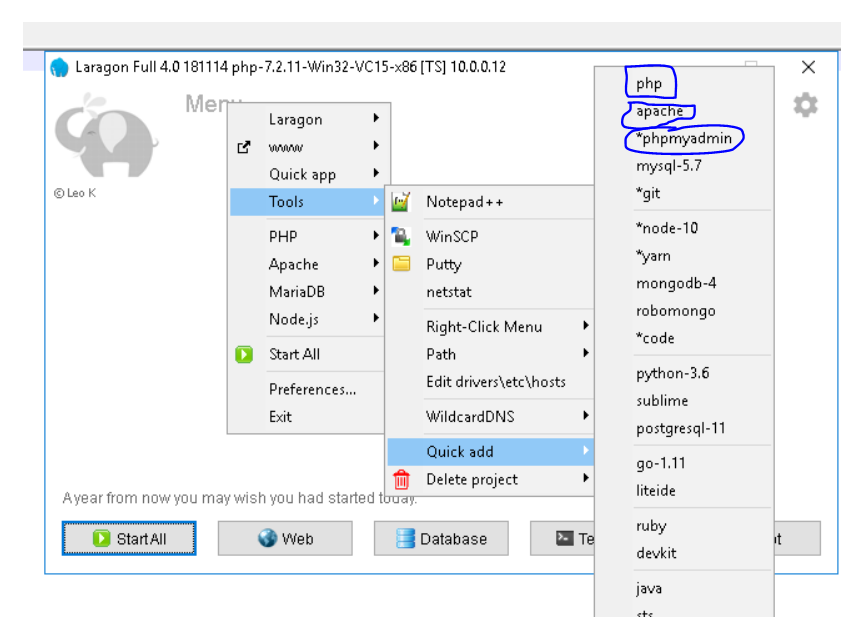 Laragon Full 4.0 181114 php-7.2.11-Win32-VC15-x86 [TS] 10.0.0.12
Menu
© Leo K
Laragon
www
Quick app
Tools
PHP
Apache
MariaDB
Node.js
Start All
Preferences...
Exit
Notepad++
WinSCP
Putty
netstat
Right-Click Menu
Path
Edit drivers\etc\hosts
WildcardDNS
Quick add
Delete project
php
apache
*phpmyadmin
mysql-5.7
*git
*node-10
*yarn
mongodb-4
robomongo
*code
python-3.6
sublime
postgresql-11
go-1.11
liteide
ruby
devkit
java
sts
A year from now you may wish you had started today.
Start All
Web
Database
Te
t